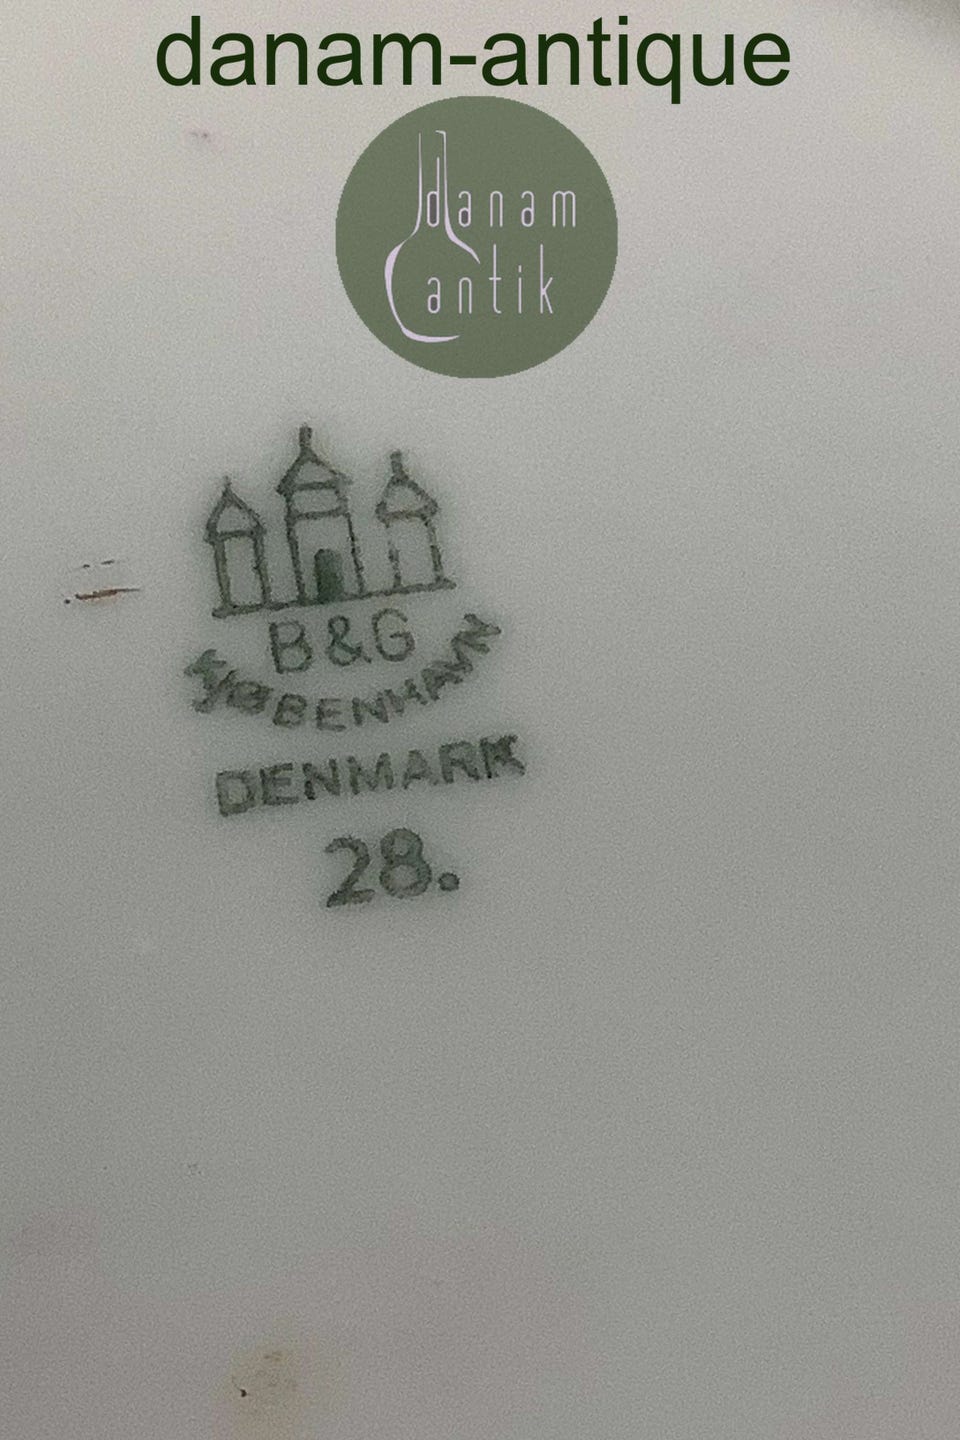 danam-antique
danam
antik
B&G
KJØBENHAVN
DENMARK
28.